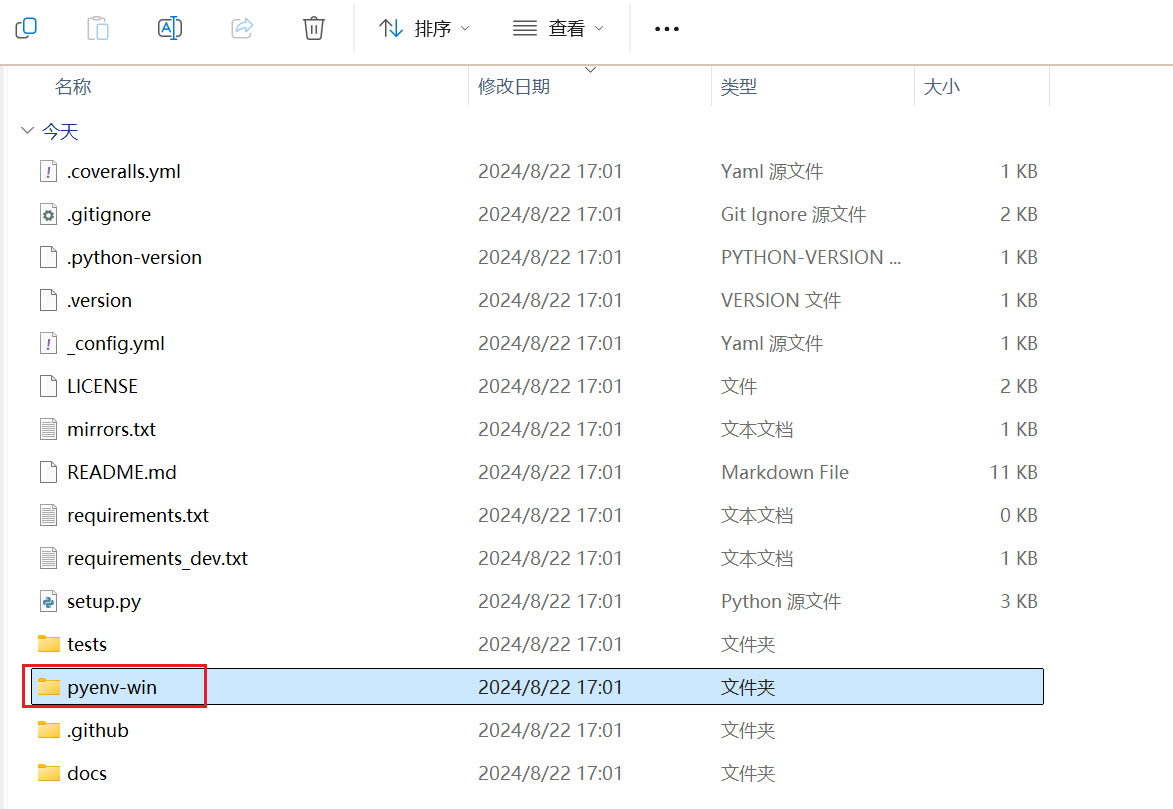 排序 查看
名称 修改日期 类型 大小
今天
.coveralls.yml 2024/8/22 17:01 Yaml 源文件 1 KB
.gitignore 2024/8/22 17:01 Git Ignore 源文件 2 KB
.python-version 2024/8/22 17:01 PYTHON-VERSION ... 1 KB
.version 2024/8/22 17:01 VERSION 文件 1 KB
_config.yml 2024/8/22 17:01 Yaml 源文件 1 KB
LICENSE 2024/8/22 17:01 文件 2 KB
mirrors.txt 2024/8/22 17:01 文本文档 1 KB
README.md 2024/8/22 17:01 Markdown File 11 KB
requirements.txt 2024/8/22 17:01 文本文档 0 KB
requirements_dev.txt 2024/8/22 17:01 文本文档 1 KB
setup.py 2024/8/22 17:01 Python 源文件 3 KB
tests 2024/8/22 17:01 文件夹
pyenv-win 2024/8/22 17:01 文件夹
.github 2024/8/22 17:01 文件夹
docs 2024/8/22 17:01 文件夹